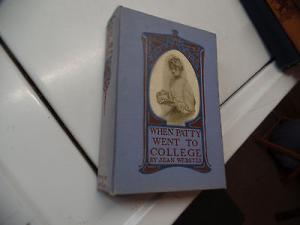 WHEN PATTY
WENT TO
COLLEGE
BY JEAN WEBSTER